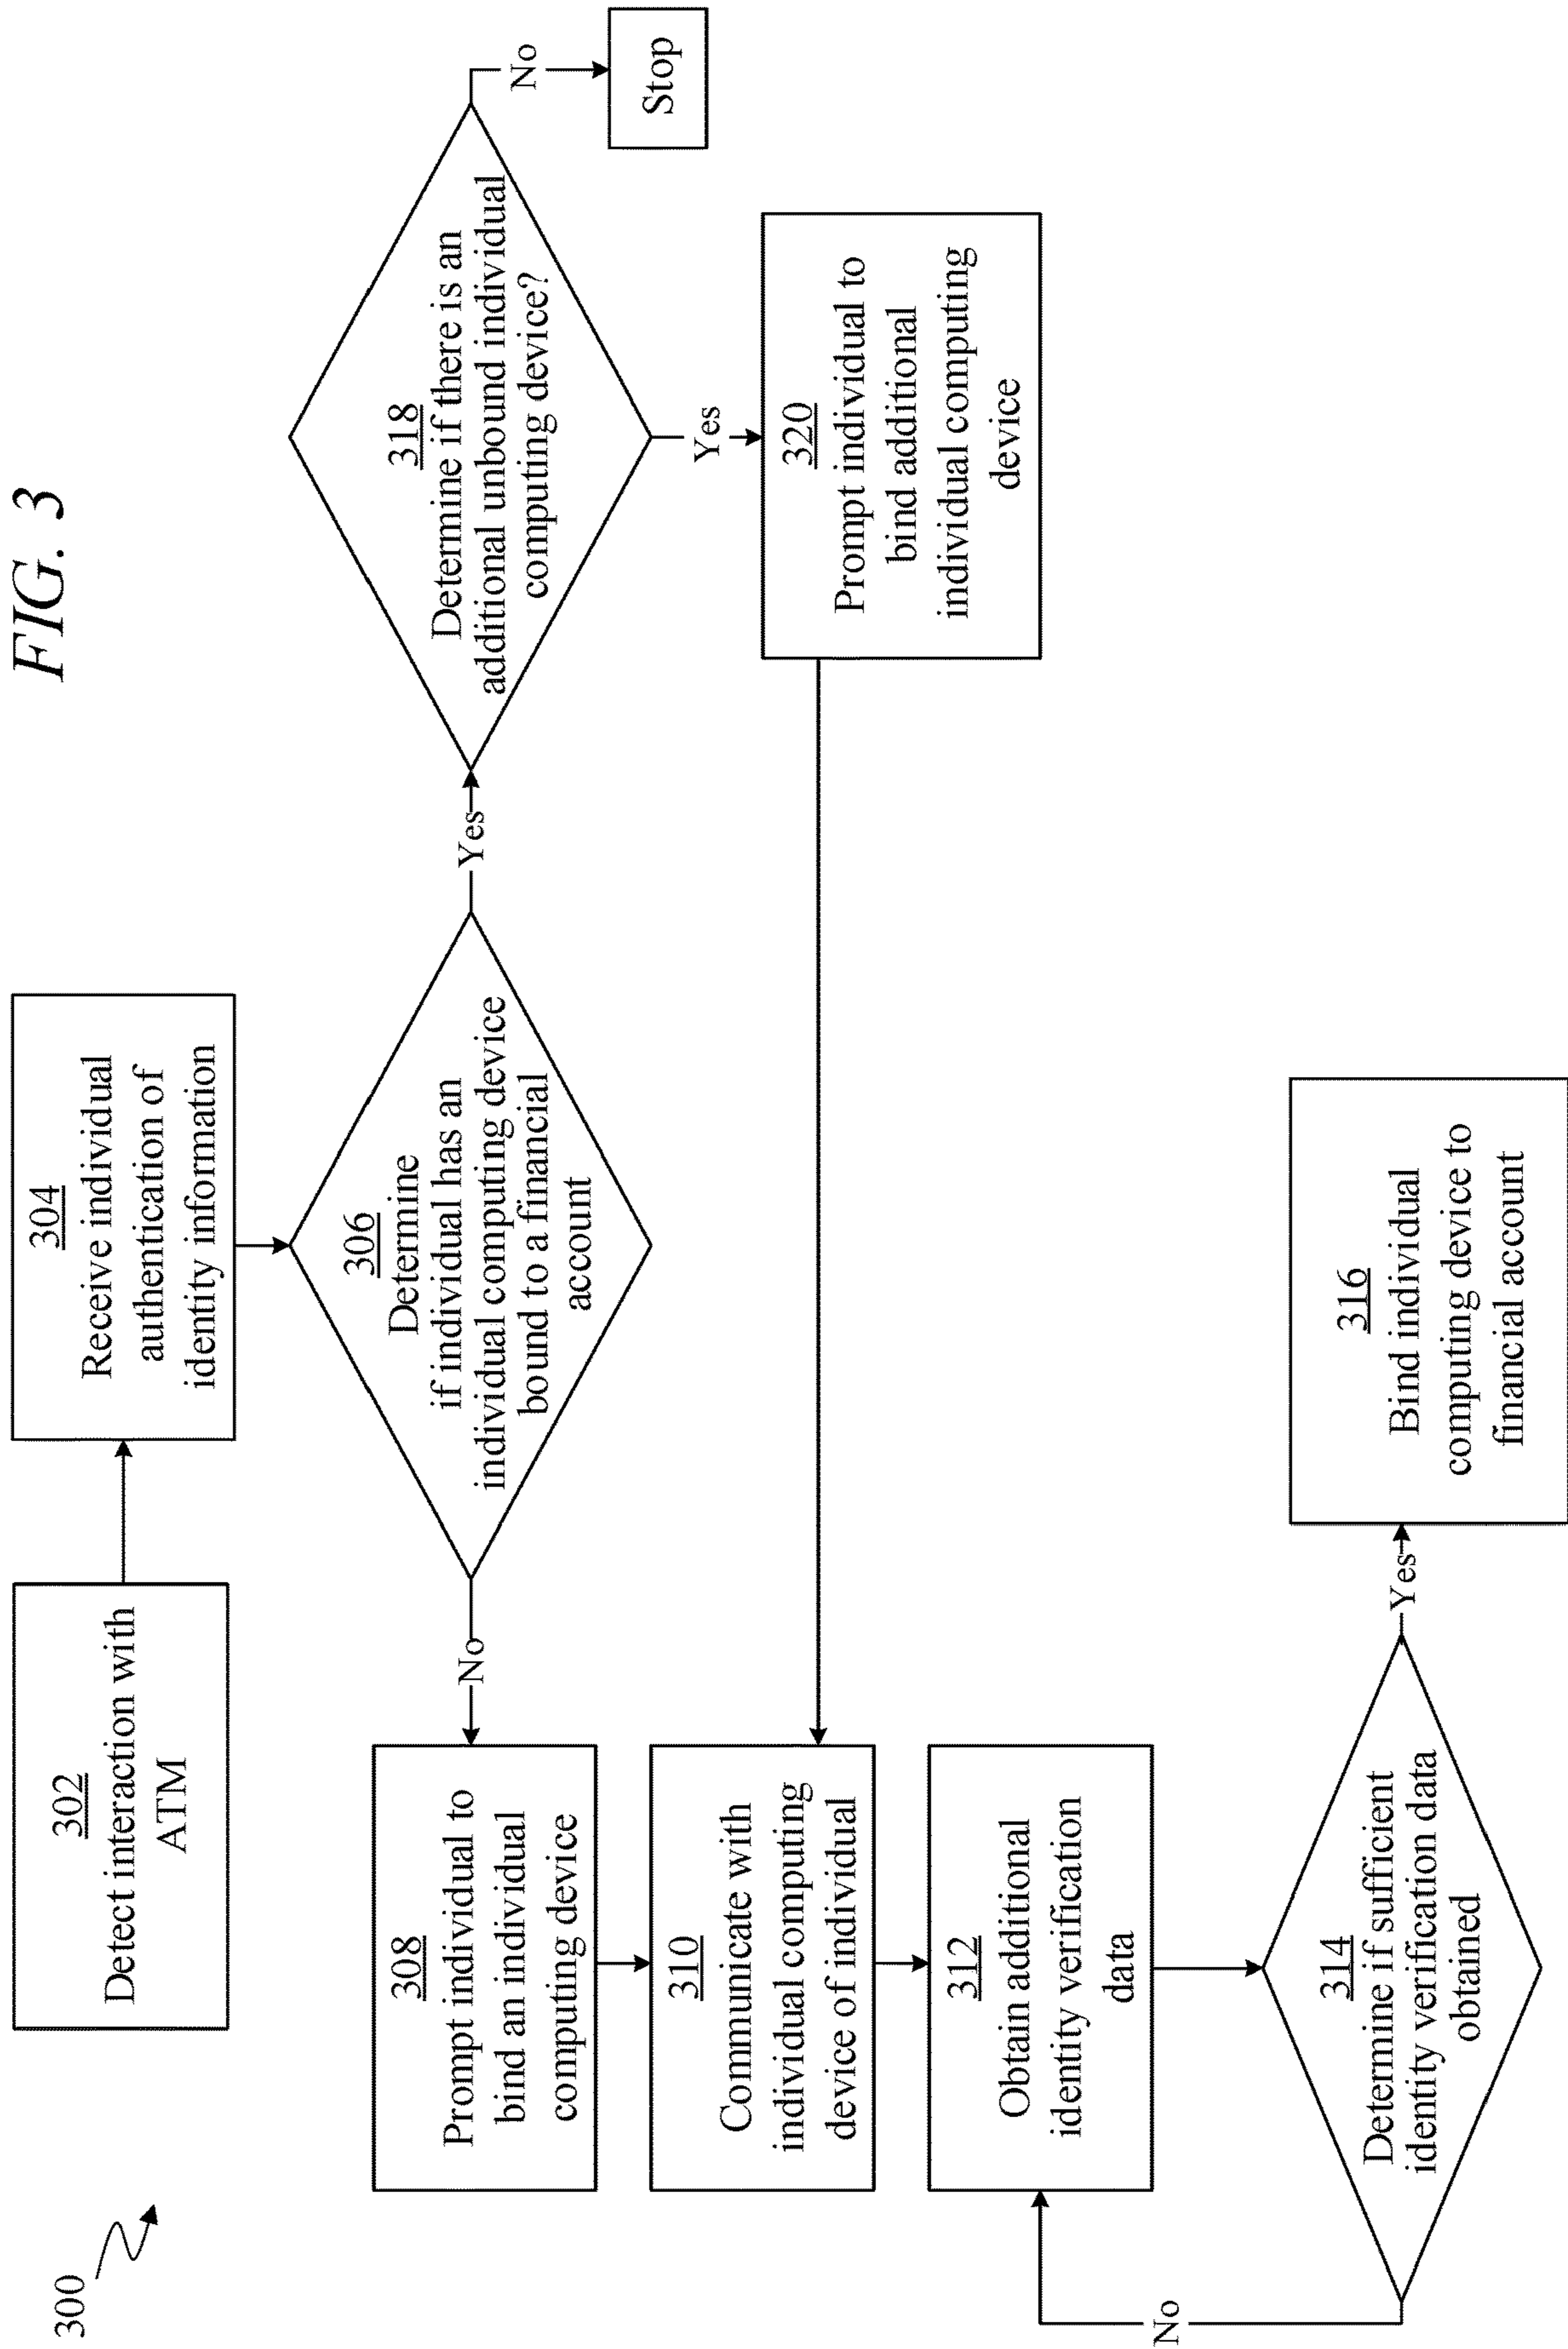 FIG. 3
300
302
Detect interaction with
ATM
304
Receive individual
authentication of
identity information
306
Determine
if individual has an
individual computing device
bound to a financial
account
No
Yes
318
Determine if there is an
additional unbound individual
computing device?
No
Stop
Yes
320
Prompt individual to
bind additional
individual computing
device
308
Prompt individual to
bind an individual
computing device
310
Communicate with
individual computing
device of individual
312
Obtain additional
identity verification
data
314
Determine if sufficient
identity verification data
obtained
No
Yes
316
Bind individual
computing device to
financial account